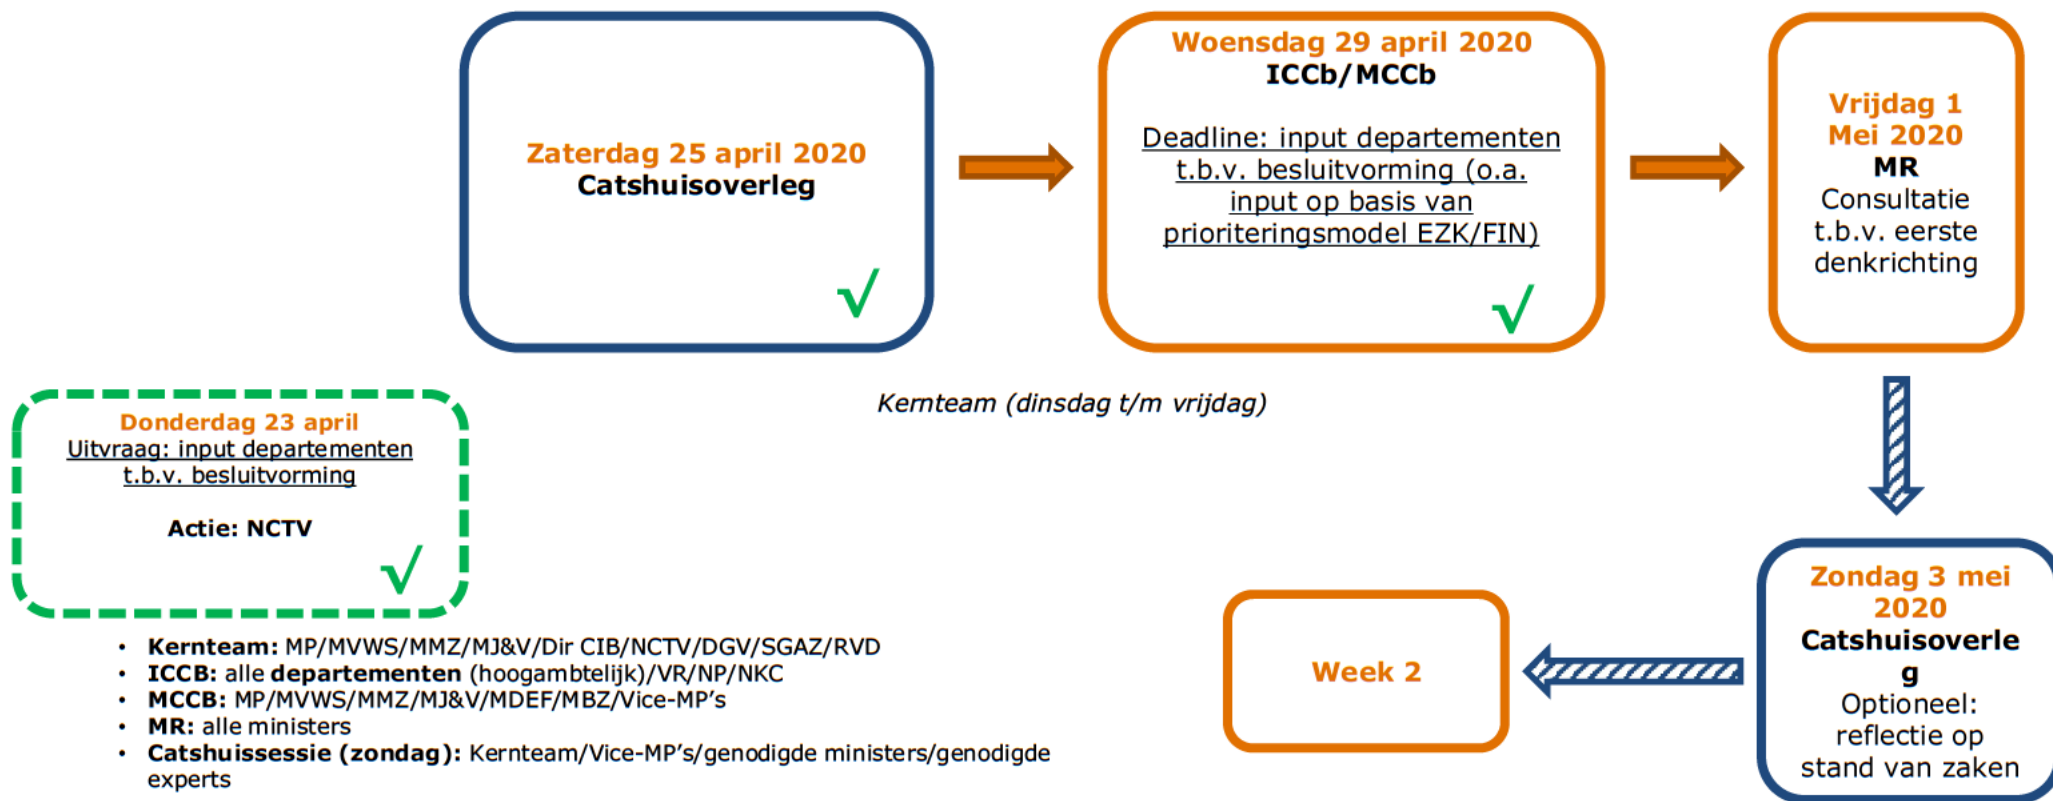 Zaterdag 25 april 2020
Catshuisoverleg
√
Woensdag 29 april 2020
ICCb/MCCb
Deadline: input departementen
t.b.v. besluitvorming (o.a.
input op basis van
prioriteringsmodel EZK/FIN)
√
Vrijdag 1
Mei 2020
MR
Consultatie
t.b.v. eerste
denkrichting
Kernteam (dinsdag t/m vrijdag)
Donderdag 23 april
Uitvraag: input departementen
t.b.v. besluitvorming
Actie: NCTV
√
Zondag 3 mei
2020
Catshuisoverle
g
Optioneel:
reflectie op
stand van zaken
Week 2
• Kernteam: MP/MVWS/MMZ/MJ&V/Dir CIB/NCTV/DGV/SGAZ/RVD
• ICCB: alle departementen (hoogambtelijk)/VR/NP/NKC
• MCCB: MP/MVWS/MMZ/MJ&V/MDEF/MBZ/Vice-MP's
• MR: alle ministers
• Catshuissessie (zondag): Kernteam/Vice-MP's/genodigde ministers/genodigde
experts